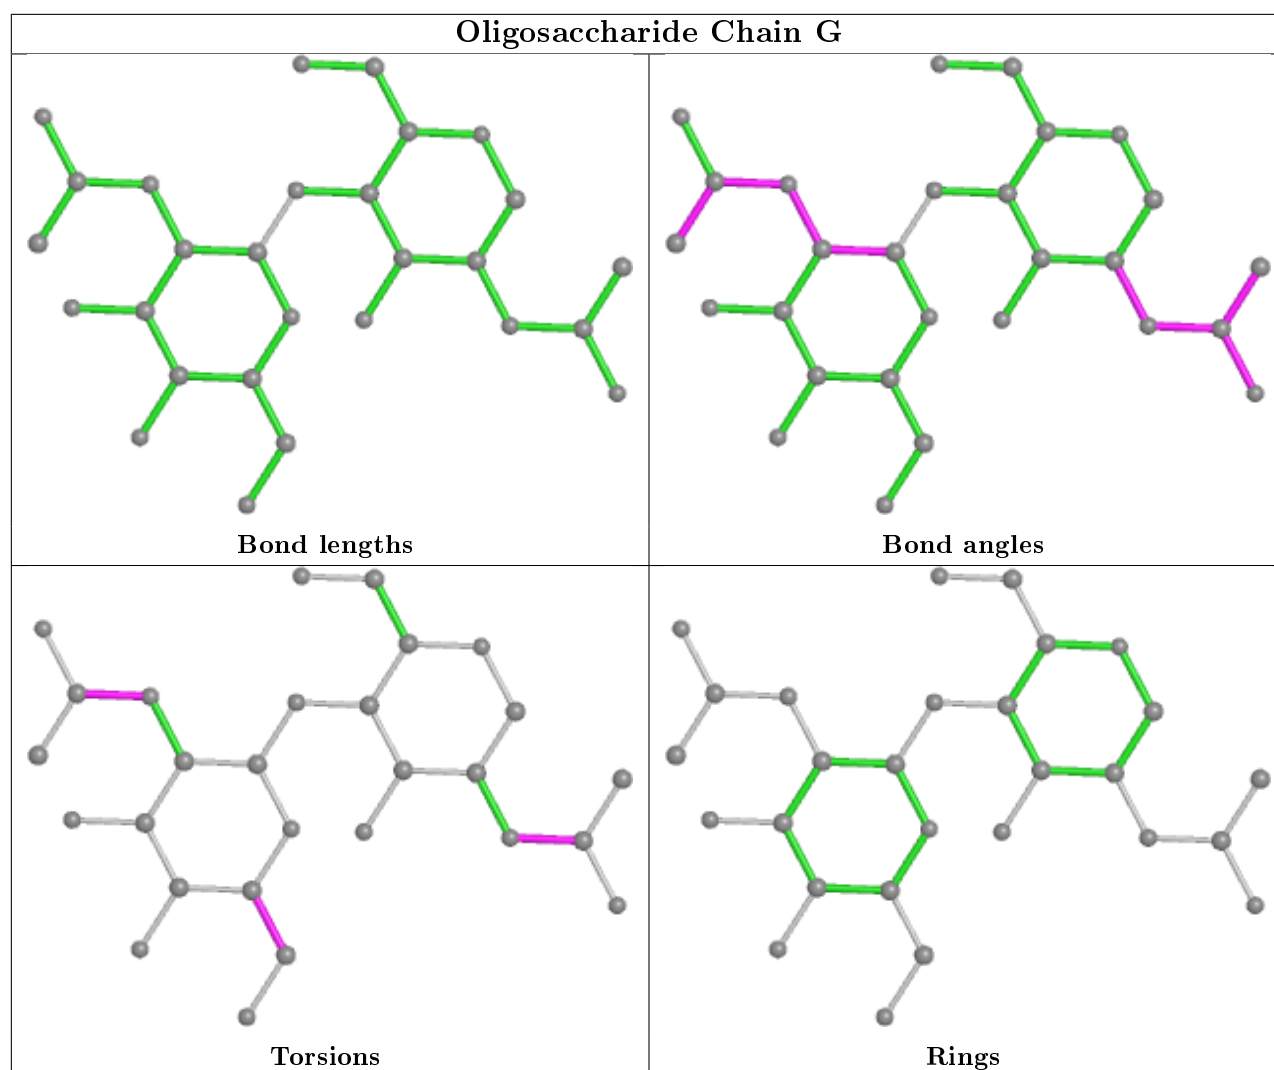 Oligosaccharide Chain G
Bond lengths
Bond angles
Torsions
Rings